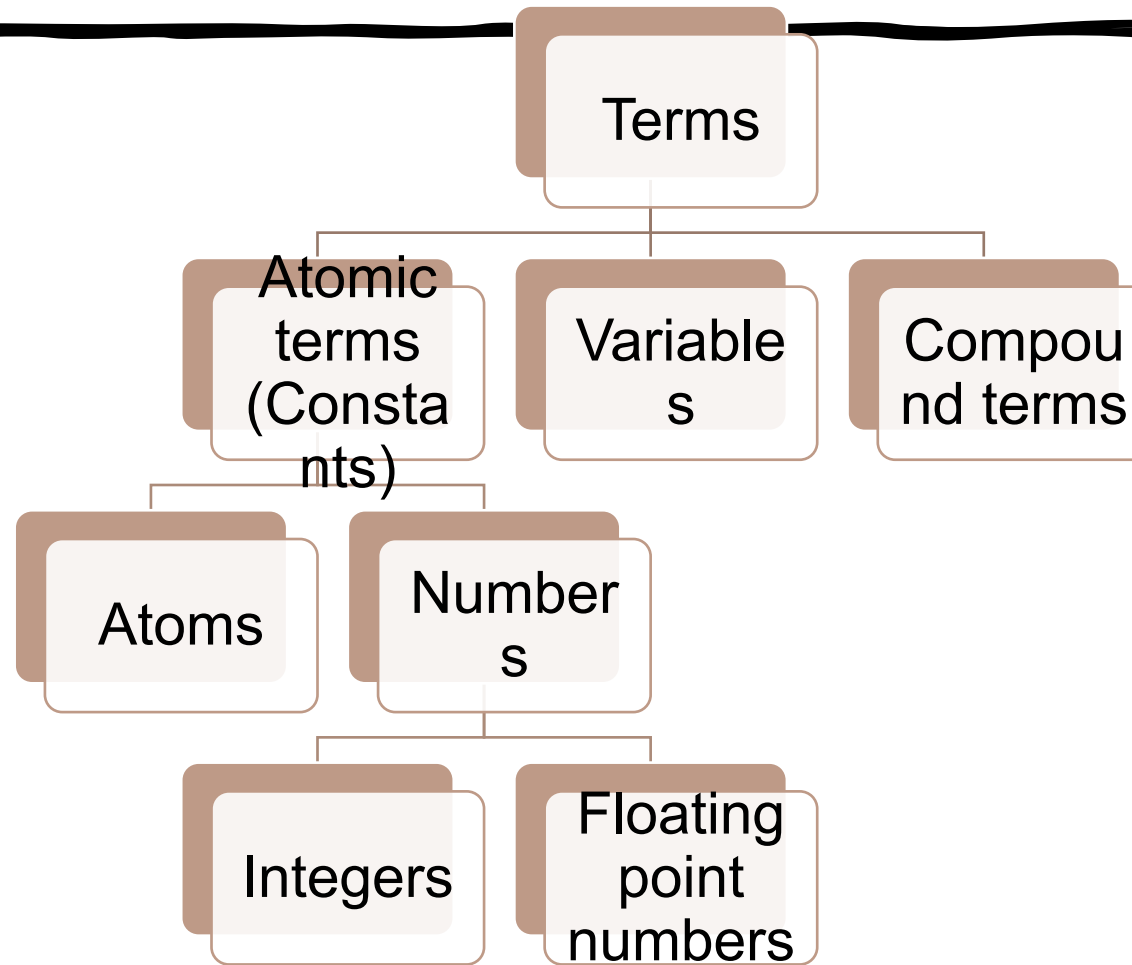 Terms
Atomic
terms
(Consta
nts)
Variable
s
Compou
nd terms
Atoms
Number
s
Integers
Floating
point
numbers